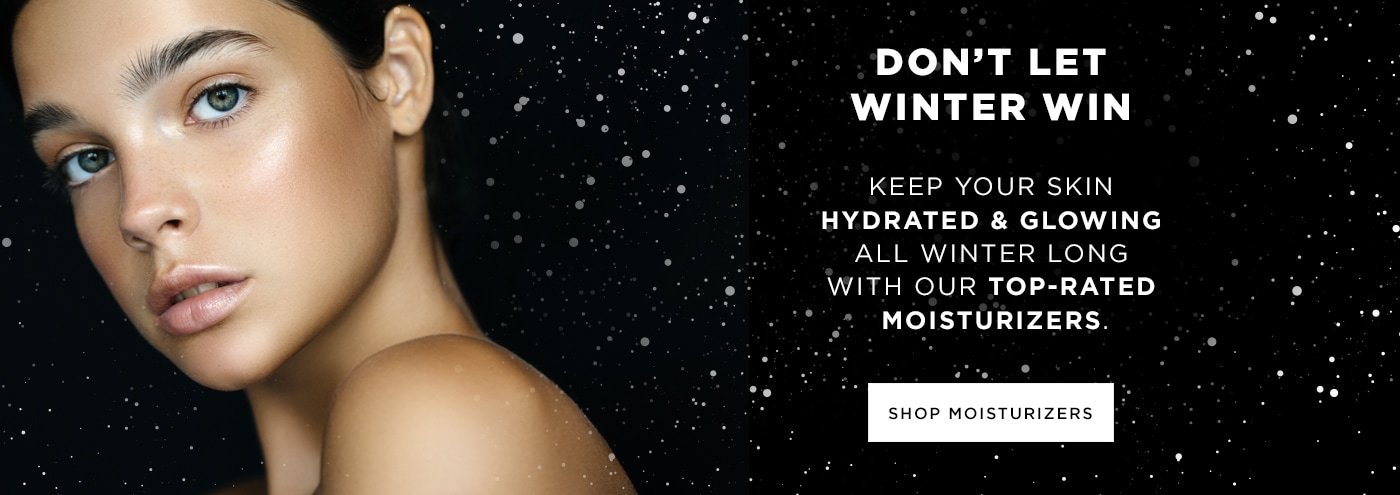 DON’T LET
WINTER WIN
KEEP YOUR SKIN
HYDRATED & GLOWING
ALL WINTER LONG
WITH OUR TOP-RATED
MOISTURIZERS.
SHOP MOISTURIZERS